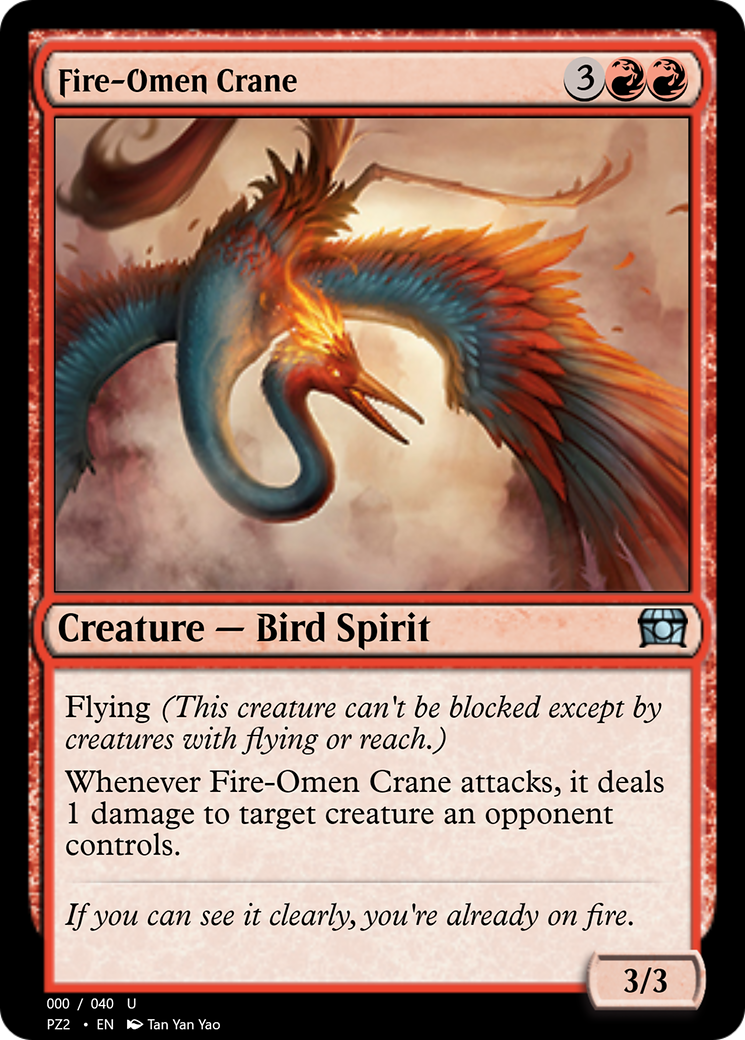 Fire-Omen Crane 3
Creature — Bird Spirit
Flying (This creature can't be blocked except by
creatures with flying or reach.)
Whenever Fire-Omen Crane attacks, it deals
1 damage to target creature an opponent
controls.
If you can see it clearly, you're already on fire.
3/3
000 / 040 U
PZ2 • EN Tan Yan Yao